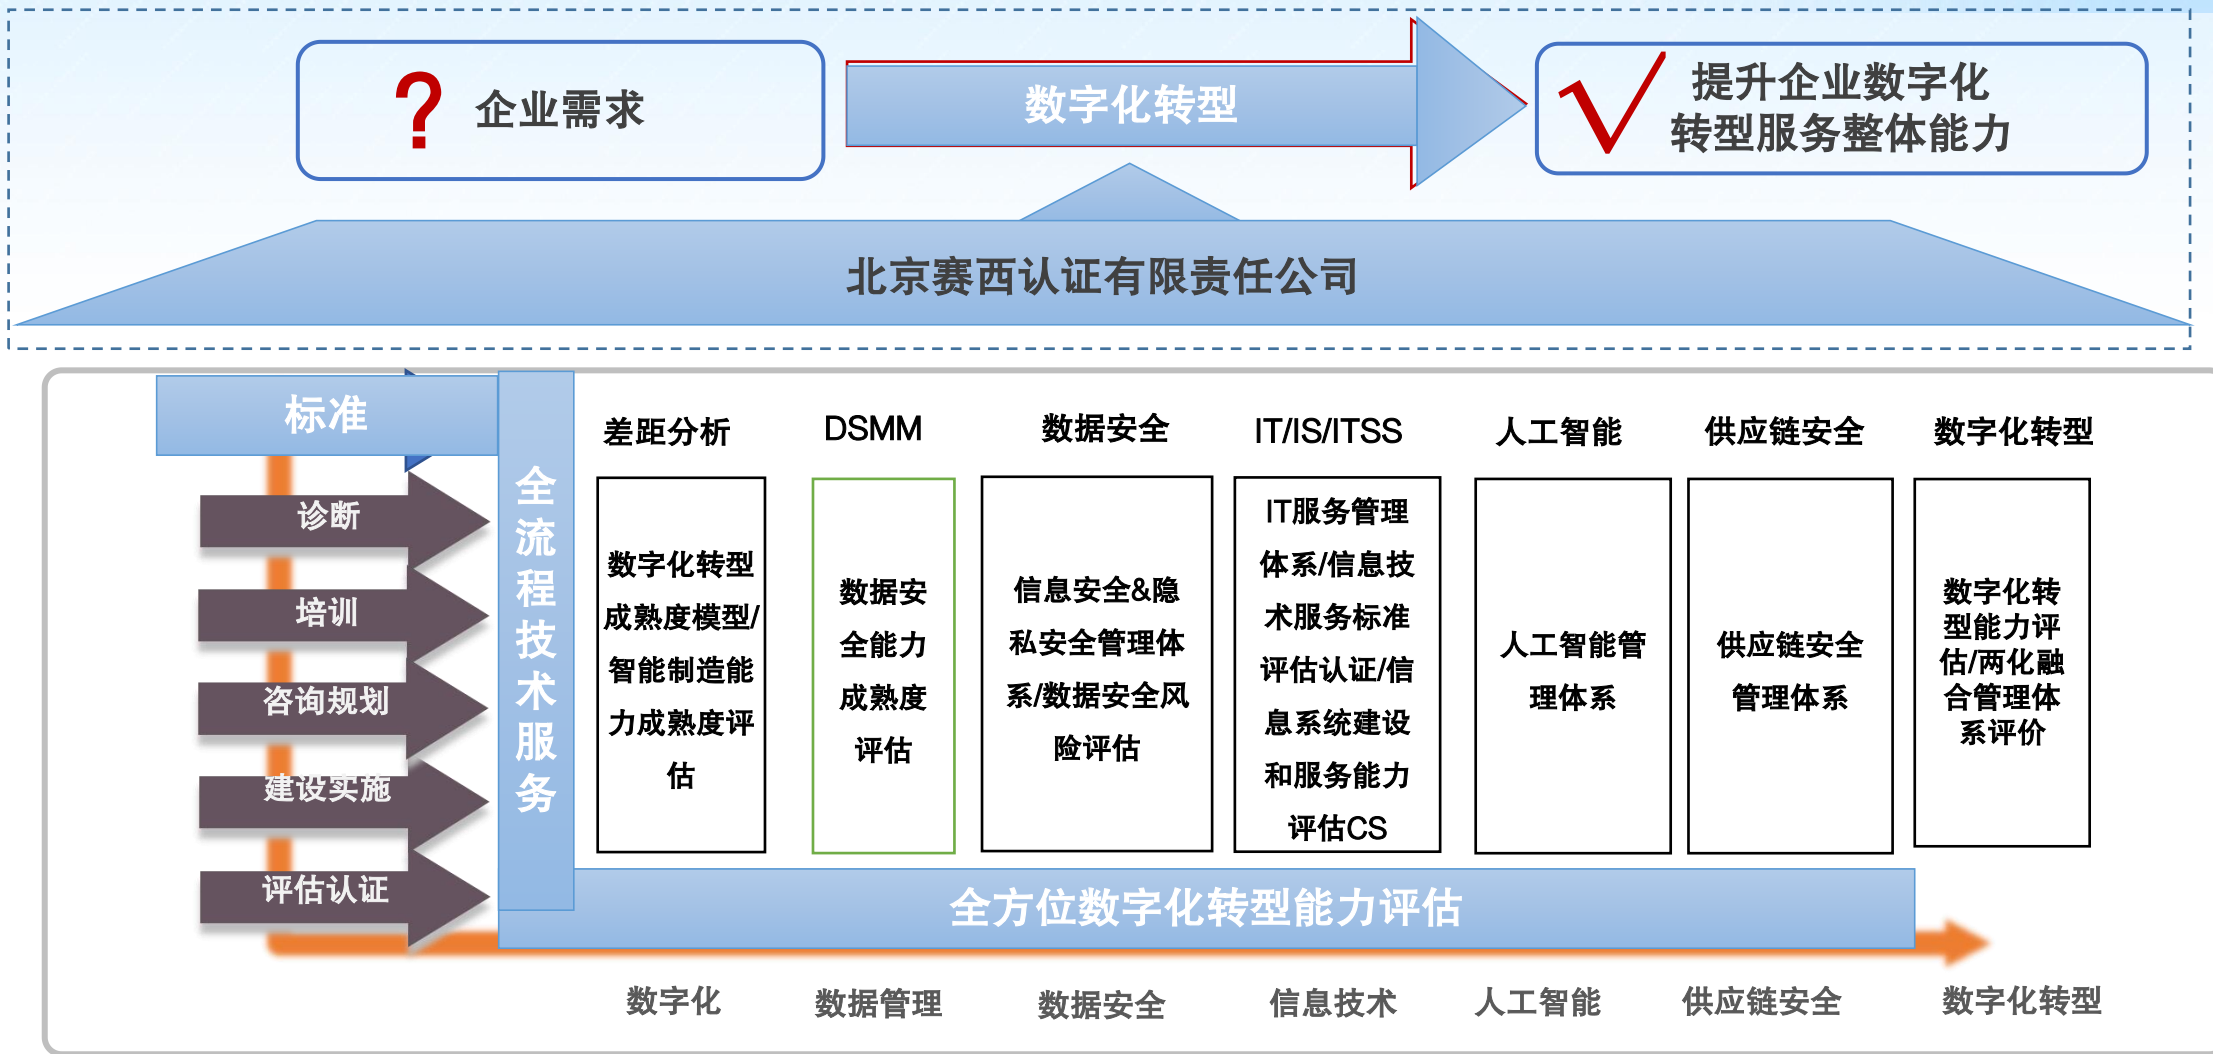 企业需求
数字化转型
提升企业数字化
转型服务整体能力
北京赛西认证有限责任公司
标准
诊断
培训
咨询规划
建设实施
评估认证
全流程技术服务
差距分析
DSMM
数据安全
IT/IS/ITSS
人工智能
供应链安全
数字化转型
数字化转型
成熟度模型/
智能制造能
力成熟度评
估
数据安
全能力
成熟度
评估
信息安全&隐
私安全管理体
系/数据安全风
险评估
IT服务管理
体系/信息技
术服务标准
评估认证/信
息系统建设
和服务能力
评估CS
人工智能管
理体系
供应链安全
管理体系
数字化转
型能力评
估/两化融
合管理体
系评价
全方位数字化转型能力评估
数字化
数据管理
数据安全
信息技术
人工智能
供应链安全
数字化转型